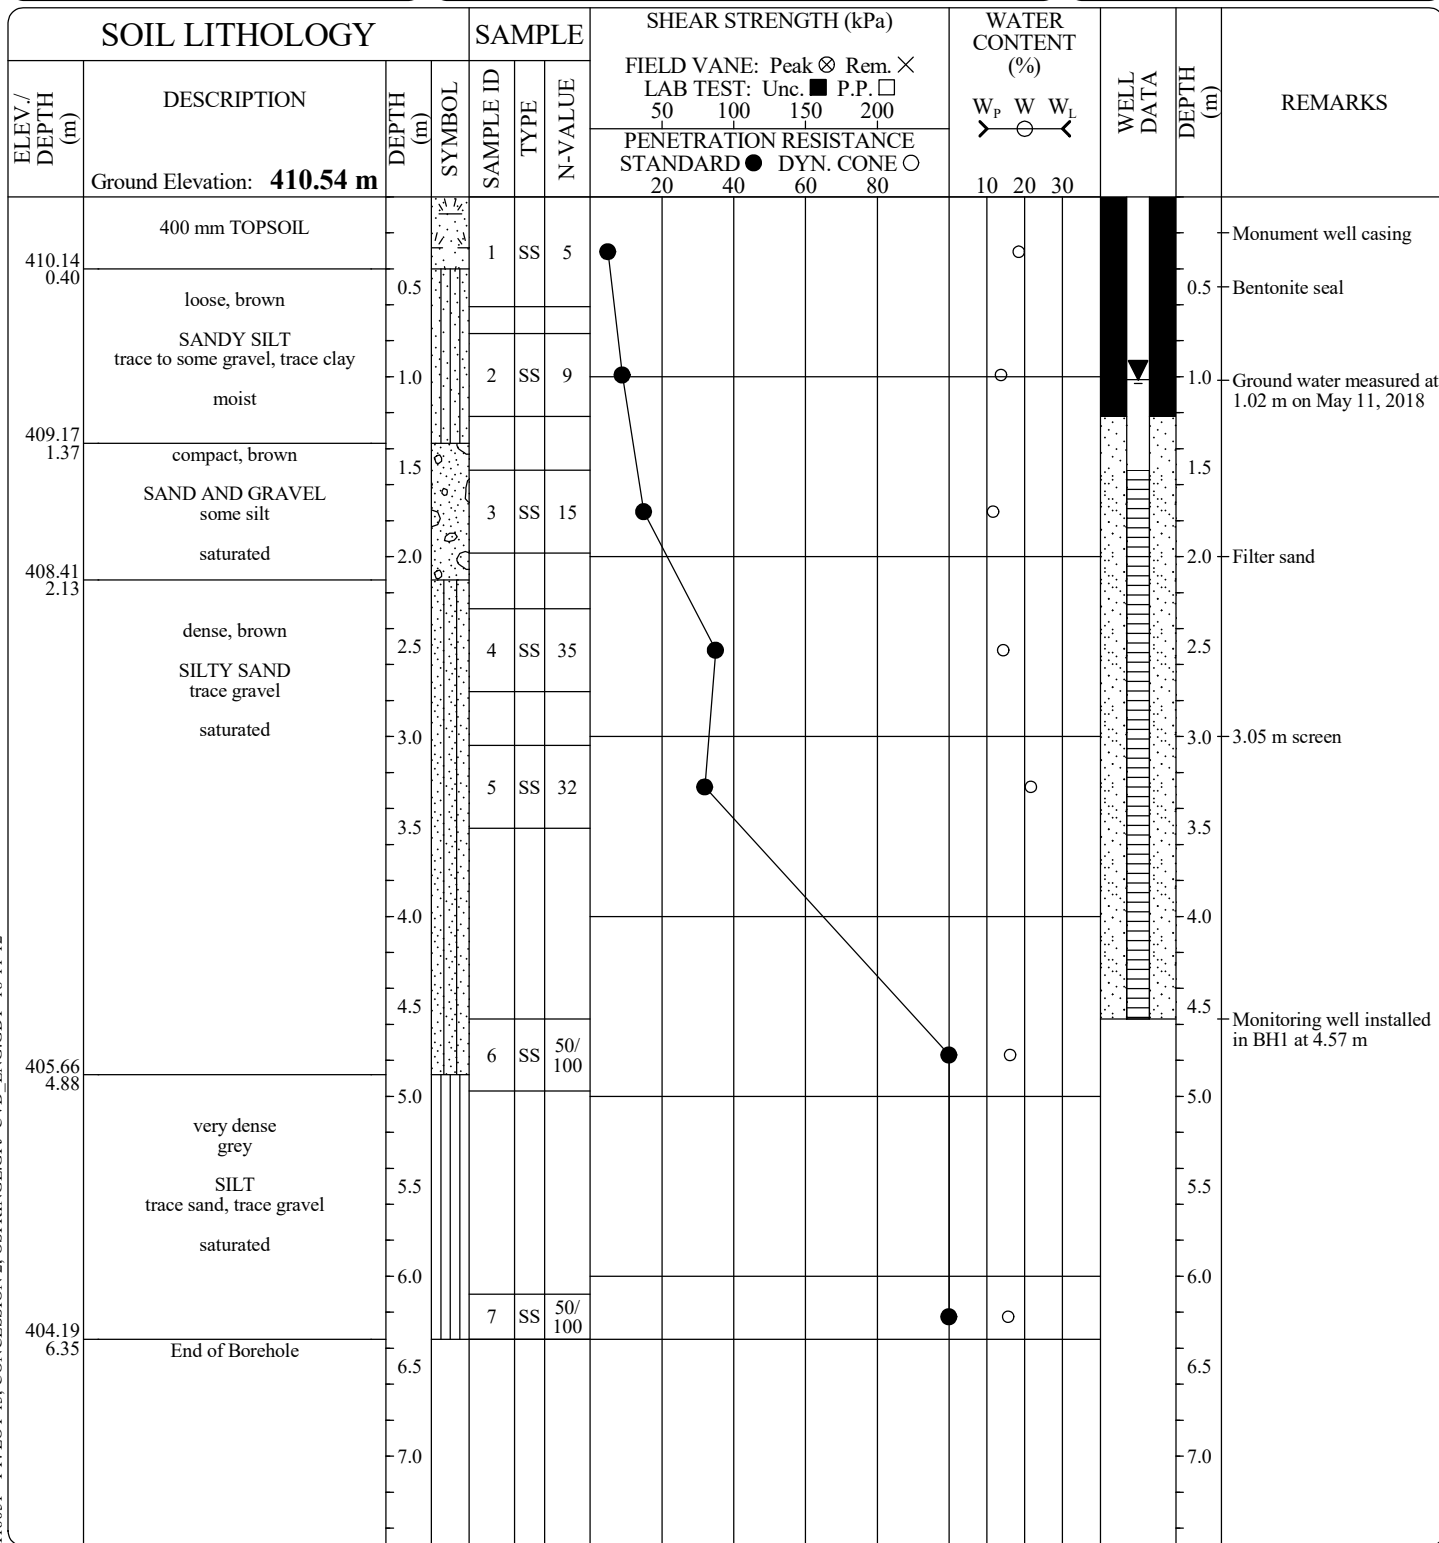 SOIL LITHOLOGY
SAMPLE
SHEAR STRENGTH (kPa)
FIELD VANE: Peak ⊗ Rem. ×
LAB TEST: Unc. ■ P.P. □
50 100 150 200
PENETRATION RESISTANCE
STANDARD ● DYN. CONE ○
20 40 60 80
WATER
CONTENT
(%)
WP W WL
10 20 30
WELL
DATA
DEPTH
(m)
REMARKS
ELEV./
DEPTH
(m)
DESCRIPTION
Ground Elevation: 410.54 m
DEPTH
(m)
SYMBOL
SAMPLE ID
TYPE
N-VALUE
400 mm TOPSOIL
410.14
0.40
loose, brown
SANDY SILT
trace to some gravel, trace clay
moist
409.17
1.37
compact, brown
SAND AND GRAVEL
some silt
saturated
408.41
2.13
dense, brown
SILTY SAND
trace gravel
saturated
405.66
4.88
very dense
grey
SILT
trace sand, trace gravel
saturated
404.19
6.35
End of Borehole
0.5
1.0
1.5
2.0
2.5
3.0
3.5
4.0
4.5
5.0
5.5
6.0
6.5
7.0
1 SS 5
2 SS 9
3 SS 15
4 SS 35
5 SS 32
6 SS 50/
100
7 SS 50/
100
0.5
1.0
1.5
2.0
2.5
3.0
3.5
4.0
4.5
5.0
5.5
6.0
6.5
7.0
Monument well casing
Bentonite seal
Ground water measured at
1.02 m on May 11, 2018
Filter sand
3.05 m screen
Monitoring well installed
in BH1 at 4.57 m